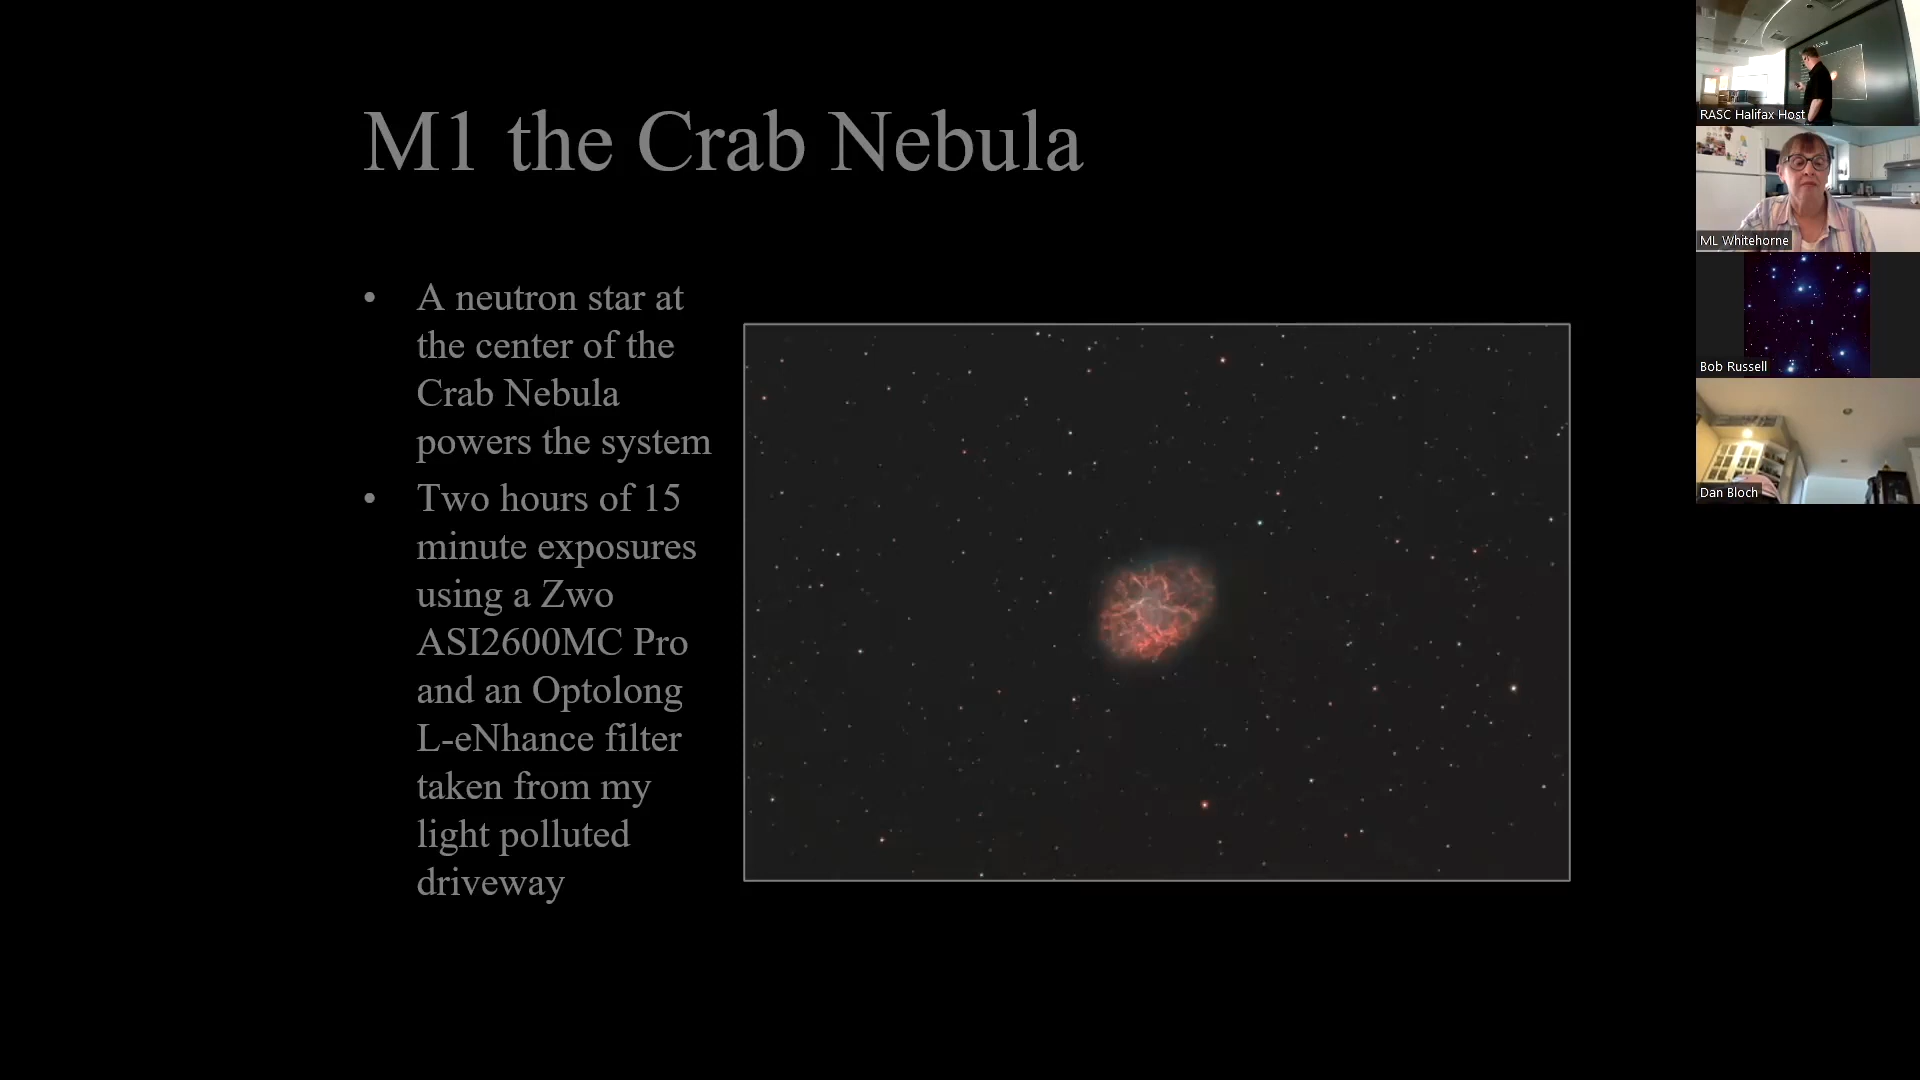 M1 the Crab Nebula
• A neutron star at
the center of the
Crab Nebula
powers the system
• Two hours of 15
minute exposures
using a Zwo
ASI2600MC Pro
and an Optolong
L-eNhance filter
taken from my
light polluted
driveway
RASC Halifax Host
ML Whitehorne
Bob Russell
Dan Bloch